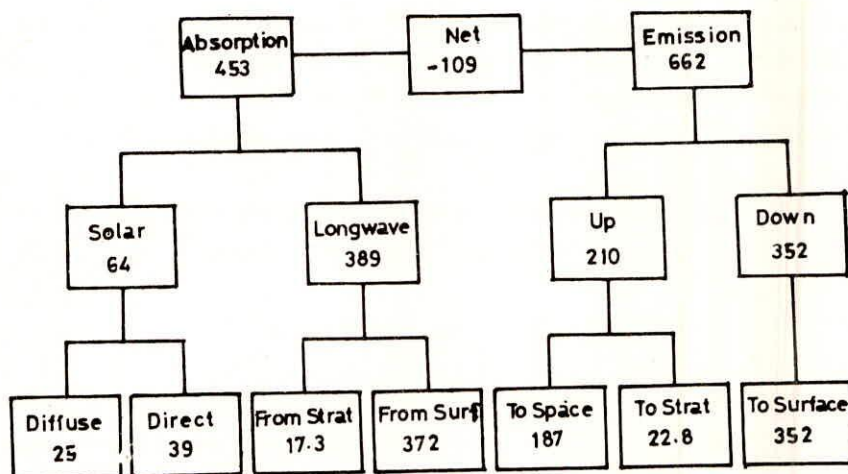 Absorption
453
Net
-109
Emission
662
Solar
64
Longwave
389
Up
210
Down
352
Diffuse
25
Direct
39
From Strat
17.3
From Surf
372
To Space
187
To Strat
22.8
To Surface
352